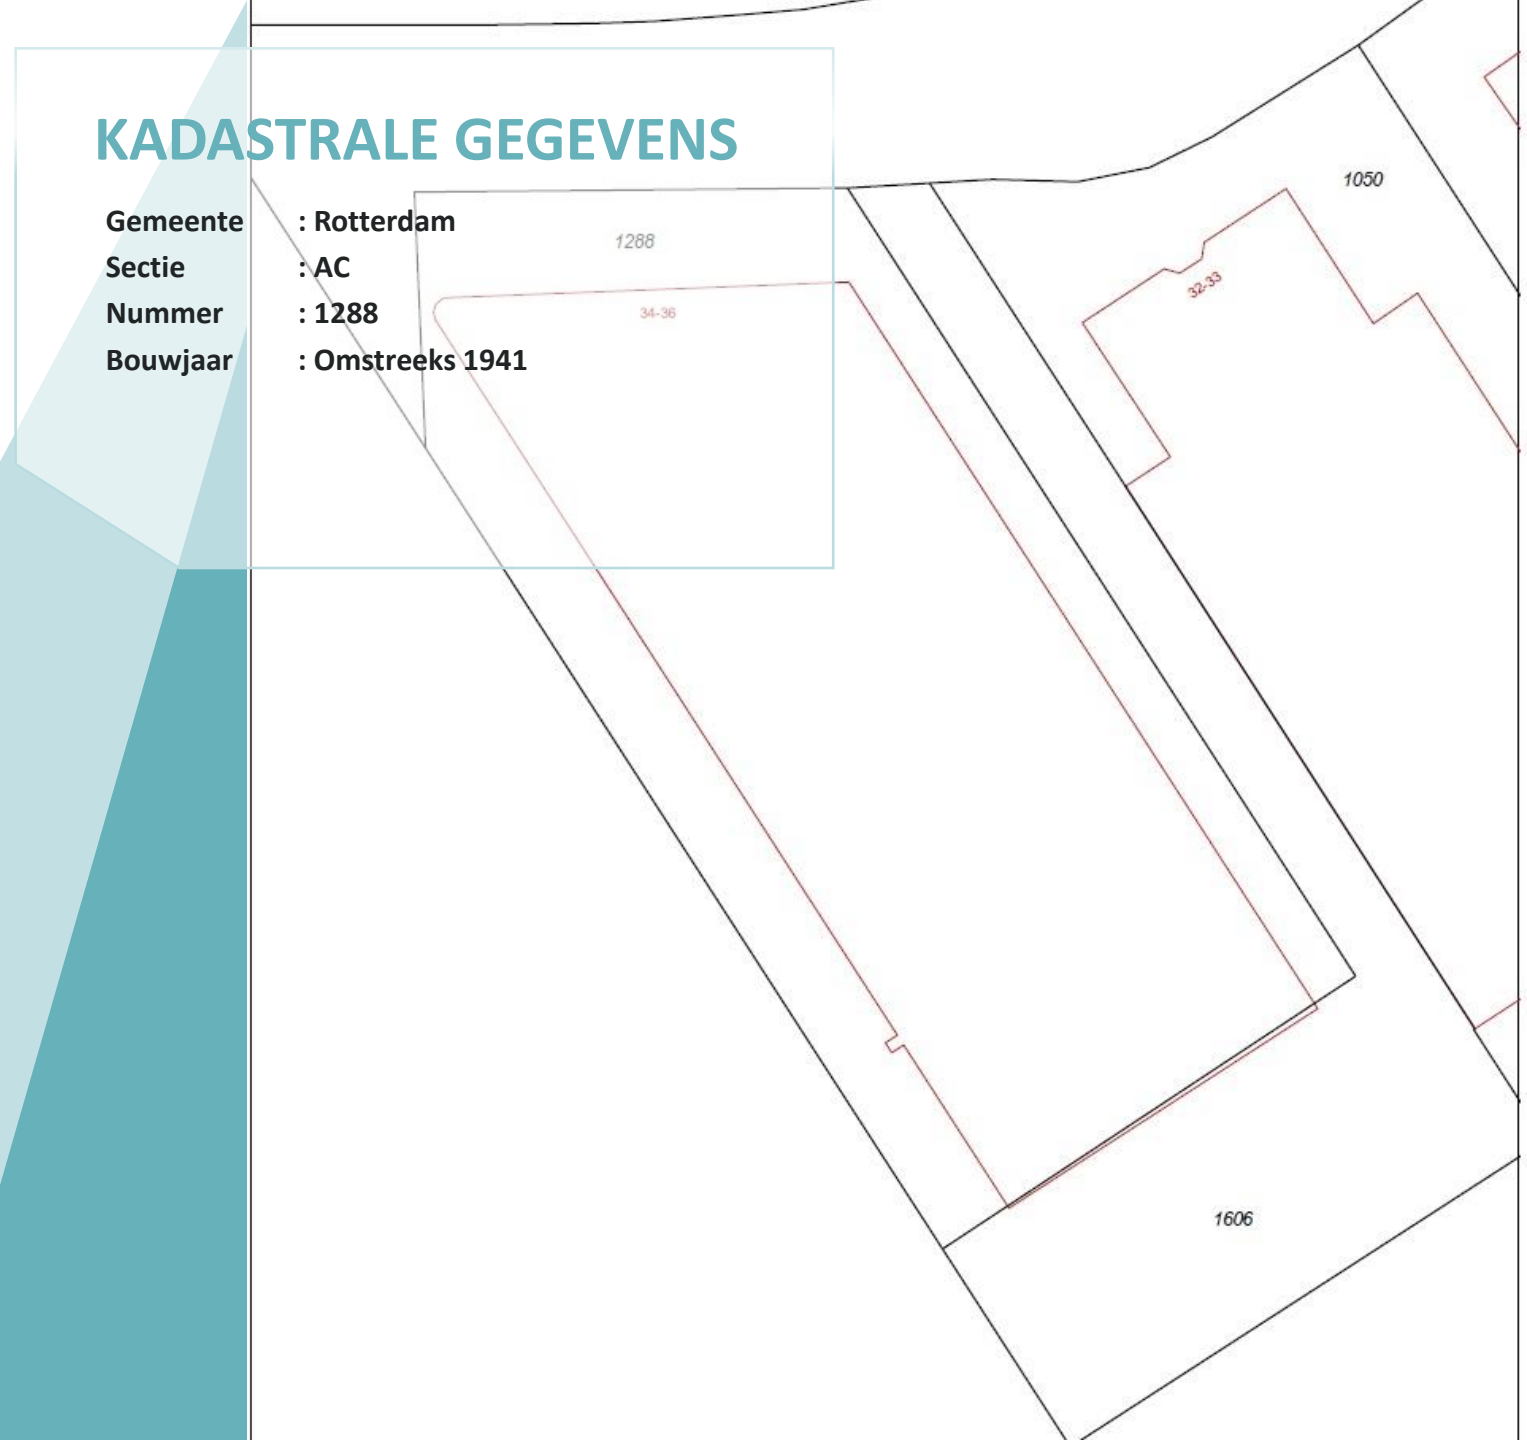 KADASTRALE GEGEVENS
Gemeente : Rotterdam
Sectie : AC
Nummer : 1288
Bouwjaar : Omstreeks 1941
1288
34-36
1050
32-33
1606